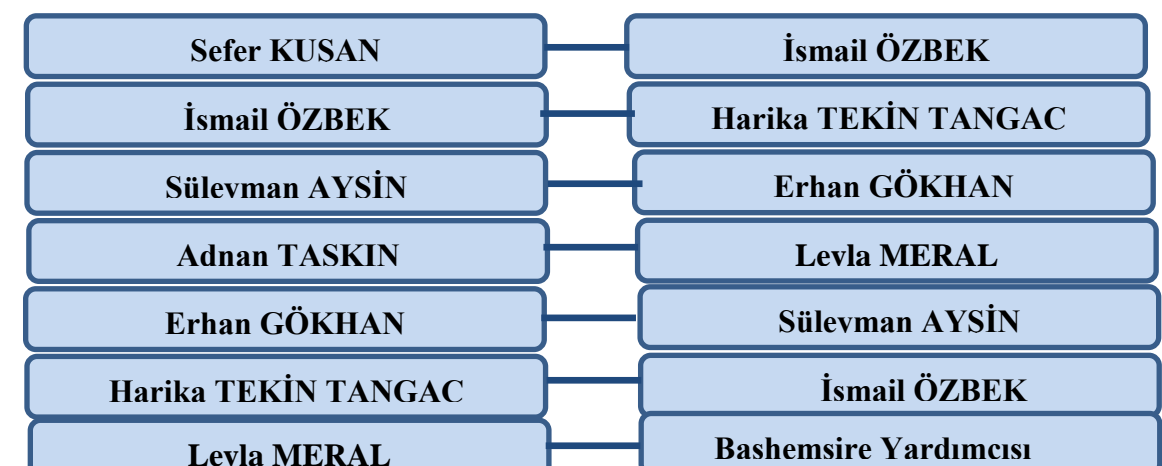 Sefer KUSAN İsmail ÖZBEK
İsmail ÖZBEK Harika TEKİN TANGAC
Sülevman AYSİN Erhan GÖKHAN
Adnan TASKIN Levla MERAL
Erhan GÖKHAN Sülevman AYSİN
Harika TEKİN TANGAC İsmail ÖZBEK
Levla MERAL Bashemsire Yardımcısı